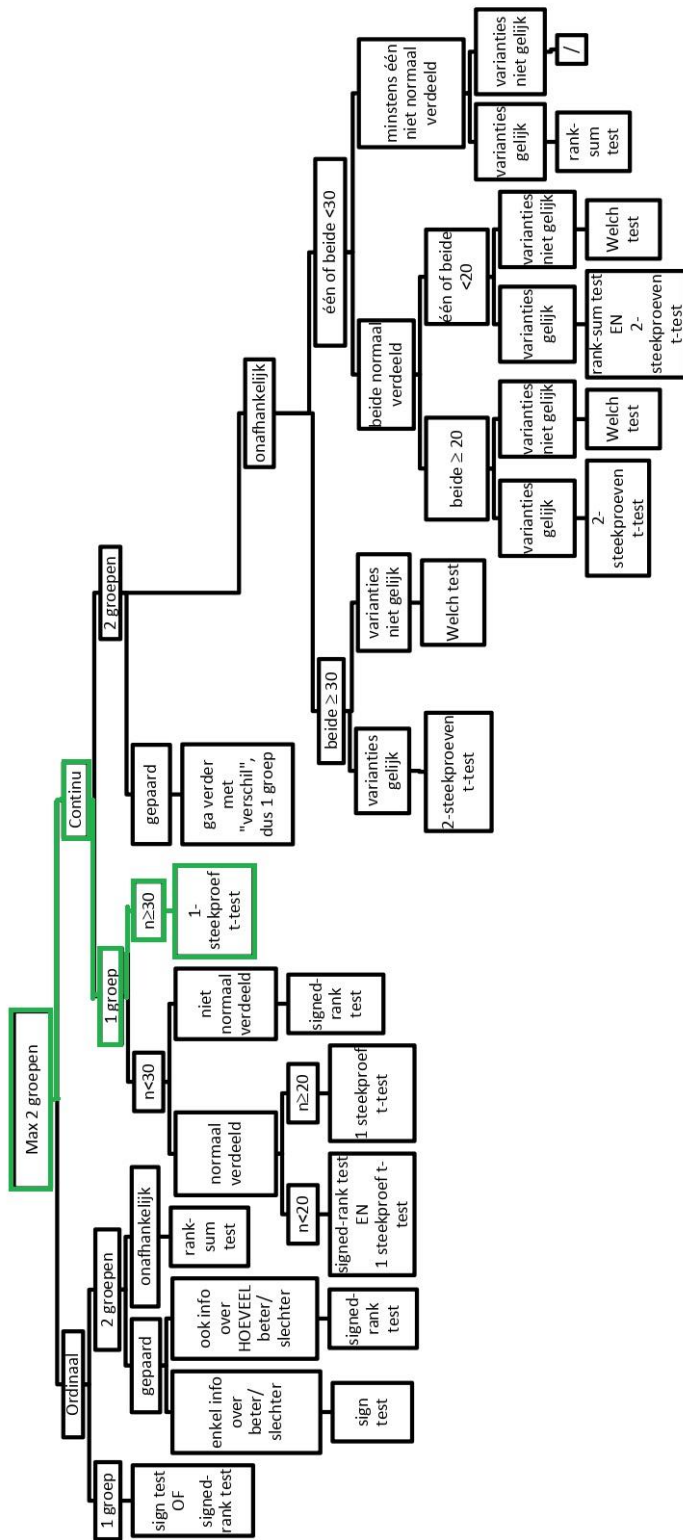 Max 2 groepen
Ordinaal
Continu
1 groep
2 groepen
1 groep
2 groepen
sign test
OF
signed-
rank test
gepaard
onafhankelijk
n<30
n≥30
gepaard
onafhankelijk
enkel info
over
beter/
slechter
ook info
over
HOEVEEL
beter/
slechter
rank-
sum
test
normaal
verdeeld
niet
normaal
verdeeld
1-
steekproef
t-test
ga verder
met
"verschil",
dus 1 groep
beide ≥ 30
één of beide <30
sign
test
signed-
rank
test
n<20
n≥20
signed-rank
test
varianties
gelijk
varianties
niet gelijk
beide normaal
verdeeld
minstens één
niet normaal
verdeeld
signed-rank test
EN
1 steekproef t-
test
1 steekproef
t-test
2-steekproeven
t-test
Welch test
beide ≥ 20
één of beide
<20
varianties
gelijk
varianties
niet gelijk
varianties
gelijk
varianties
niet gelijk
varianties
gelijk
varianties
niet gelijk
rank-
sum
test
/
2-
steekproeven
t-test
Welch
test
rank-sum test
EN
2-
steekproeven
t-test
Welch
test